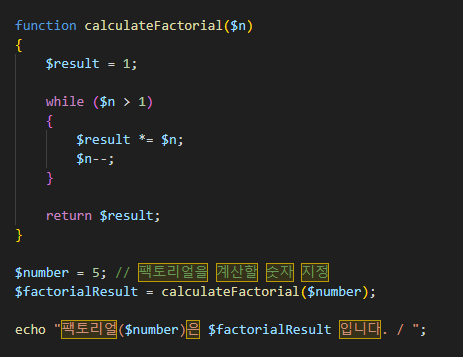 function calculateFactorial($n)
{
    $result = 1;

    while ($n > 1)
    {
        $result *= $n;
        $n--;
    }

    return $result;
}

$number = 5; // 팩토리얼을 계산할 숫자 지정
$factorialResult = calculateFactorial($number);

echo "팩토리얼($number)은 $factorialResult 입니다. / ";